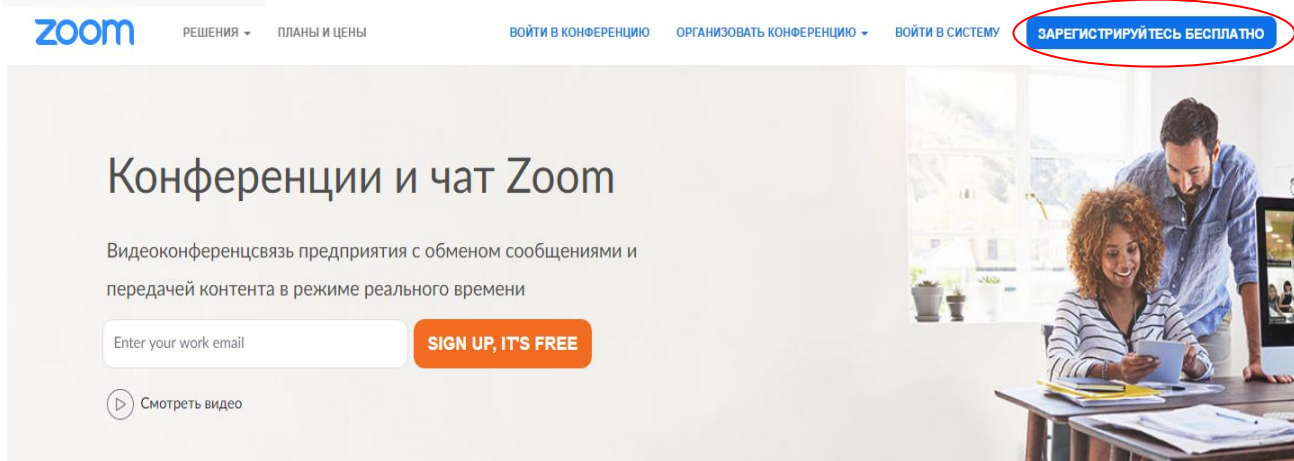 zoom
РЕШЕНИЯ
ПЛАНЫ И ЦЕНЫ
ВОЙТИ В КОНФЕРЕНЦИЮ
ОРГАНИЗОВАТЬ КОНФЕРЕНЦИЮ
ВОЙТИ В СИСТЕМУ
ЗАРЕГИСТРИРУЙТЕСЬ БЕСПЛАТНО
Конференции и чат Zoom
Видеоконференцсвязь предприятия с обменом сообщениями и
передачей контента в режиме реального времени
Enter your work email
SIGN UP, IT'S FREE
Смотреть видео